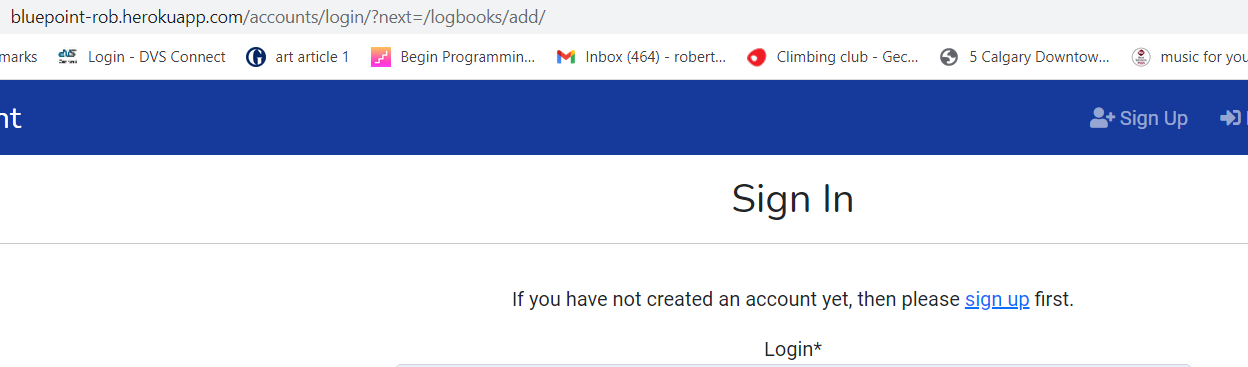 bluepoint-rob.herokuapp.com/accounts/login/?next=/logbooks/add/
marks Login - DVS Connect art article 1 Begin Programmin... Inbox (464) - robert... Climbing club - Gec... 5 Calgary Downtow... music for you
nt Sign Up
Sign In
If you have not created an account yet, then please sign up first.
Login*